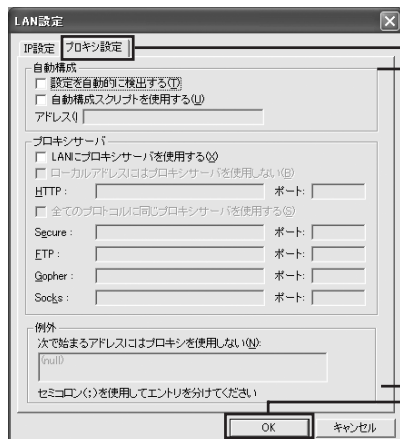 LAN設定
IP設定 プロキシ設定
自動構成
設定を自動的に検出する(T)
自動構成スクリプトを使用する(U)
アドレス(
プロキシサーバ
LANにプロキシサーバを使用する(X)
ローカルアドレスにはプロキシサーバを使用しない(B)
HTTP : ポート:
全てのプロトコルに同じプロキシサーバを使用する(S)
Secure : ポート:
FTP : ポート:
Gopher : ポート:
Socks : ポート:
例外
次で始まるアドレスにはプロキシを使用しない(N):
(null)
セミコロン(;)を使用してエントリを分けてください
OK キャンセル